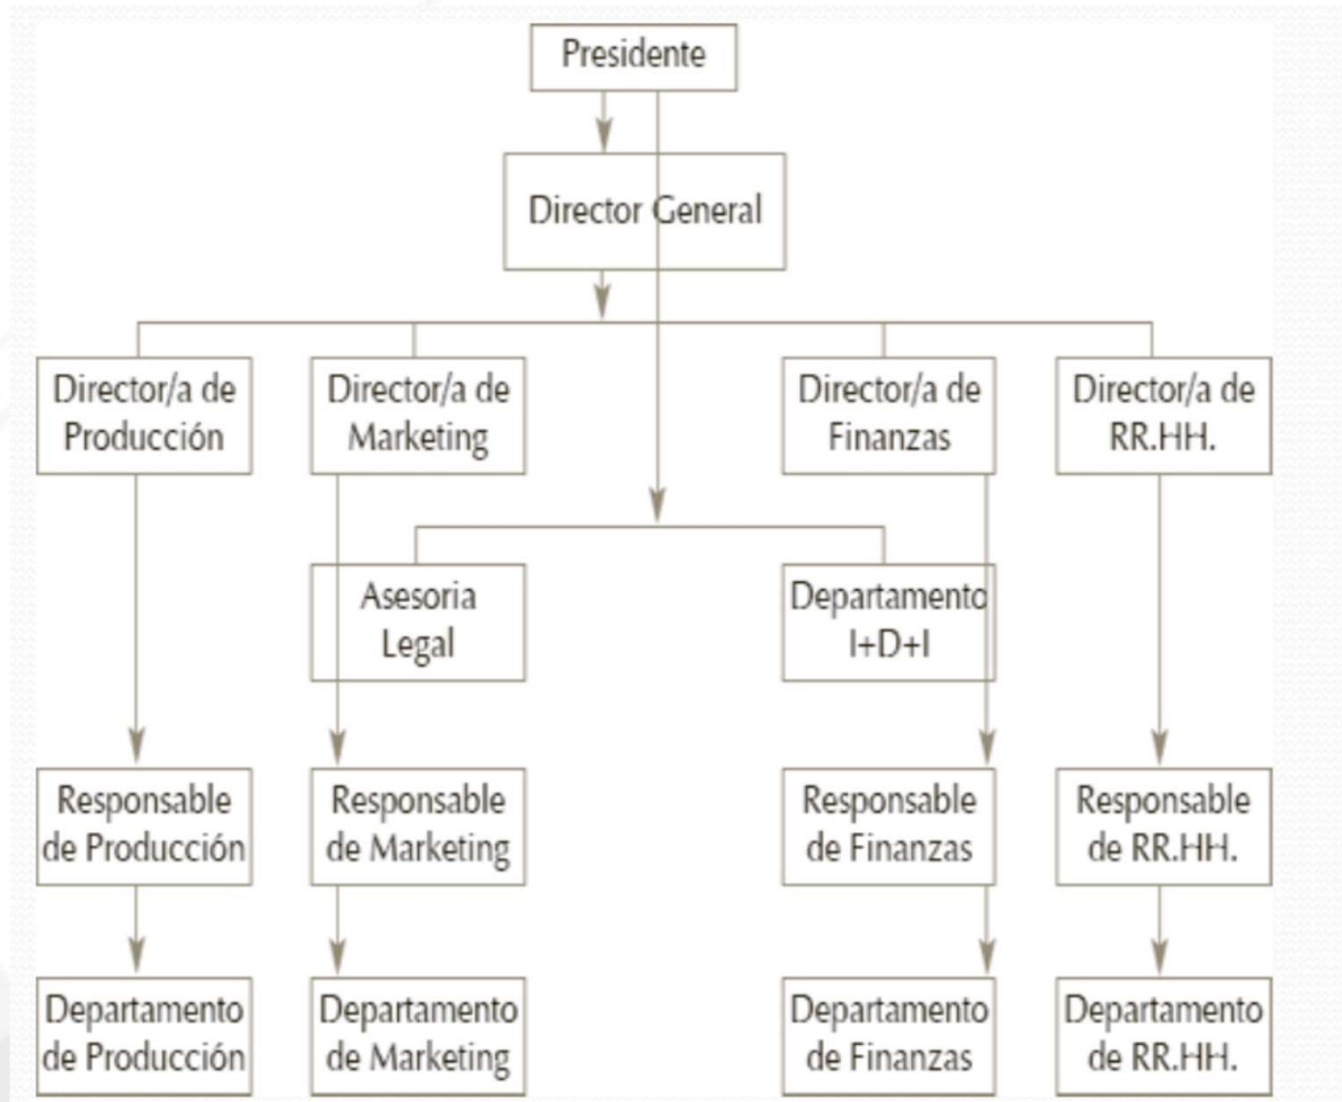 Presidente
Director General
Director/a de
Producción
Director/a de
Marketing
Director/a de
Finanzas
Director/a de
RR.HH.
Asesoria
Legal
Departamento
I+D+I
Responsable
de Producción
Responsable
de Marketing
Responsable
de Finanzas
Responsable
de RR.HH.
Departamento
de Producción
Departamento
de Marketing
Departamento
de Finanzas
Departamento
de RR.HH.